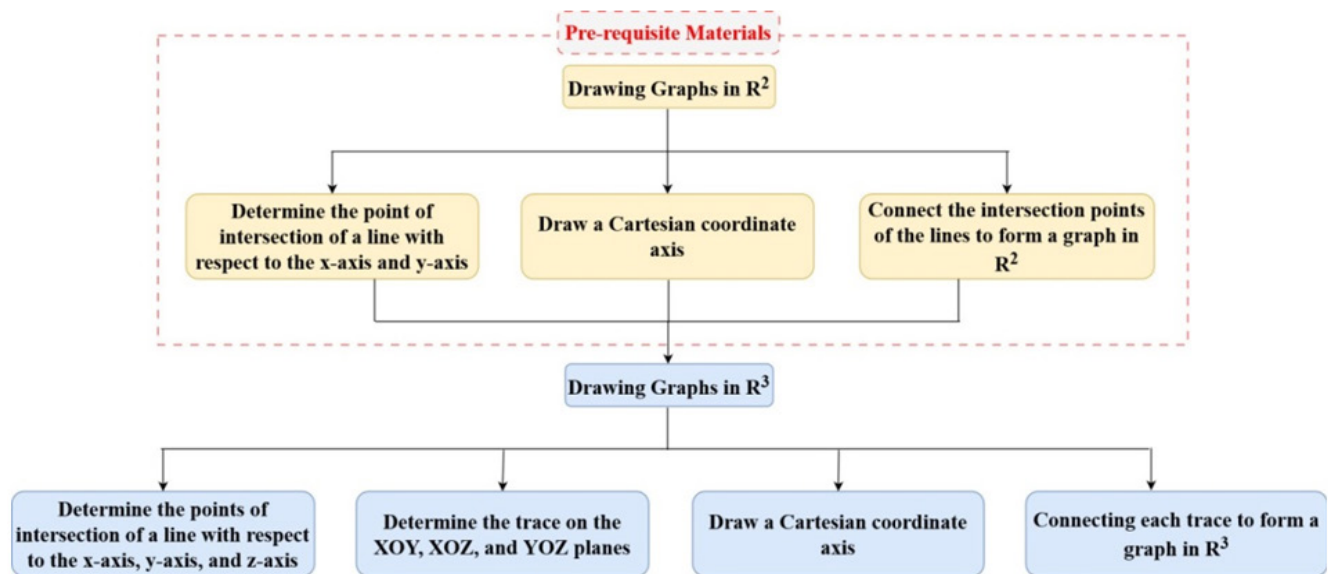 Pre-requisite Materials
Drawing Graphs in R²
Determine the point of
intersection of a line with
respect to the x-axis and y-axis
Draw a Cartesian coordinate
axis
Connect the intersection points
of the lines to form a graph in
R²
Drawing Graphs in R³
Determine the points of
intersection of a line with respect
to the x-axis, y-axis, and z-axis
Determine the trace on the
XOY, XOZ, and YOZ planes
Draw a Cartesian coordinate
axis
Connecting each trace to form a
graph in R³